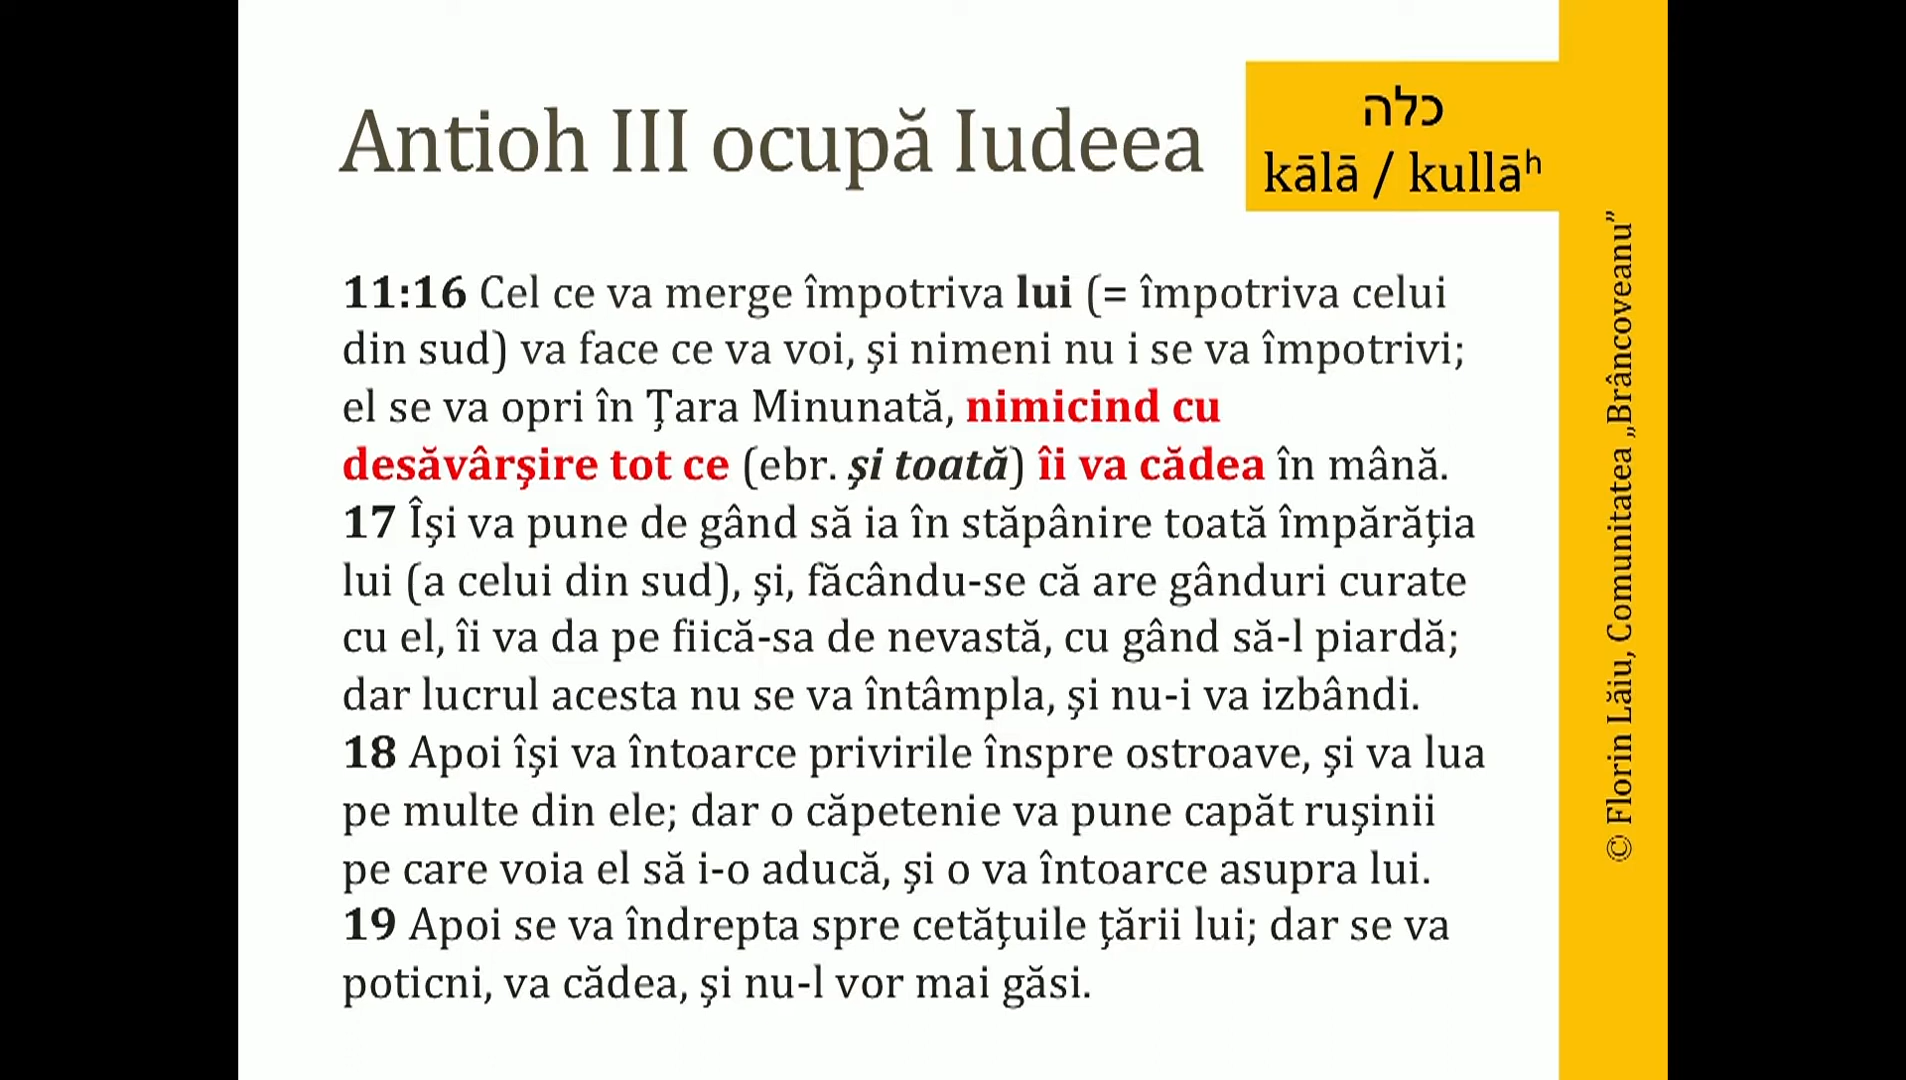 Antioh III ocupă Iudeea
כלה
kālā / kullāʰ
11:16 Cel ce va merge împotriva lui (= împotriva celui
din sud) va face ce va voi, şi nimeni nu i se va împotrivi;
el se va opri în Ţara Minunată, nimicind cu
desăvârşire tot ce (ebr. şi toată) îi va cădea în mână.
17 Îşi va pune de gând să ia în stăpânire toată împărăţia
lui (a celui din sud), şi, făcându-se că are gânduri curate
cu el, îi va da pe fiică-sa de nevastă, cu gând să-l piardă;
dar lucrul acesta nu se va întâmpla, şi nu-i va izbândi.
18 Apoi îşi va întoarce privirile înspre ostroave, şi va lua
pe multe din ele; dar o căpetenie va pune capăt ruşinii
pe care voia el să i-o aducă, şi o va întoarce asupra lui.
19 Apoi se va îndrepta spre cetăţuile ţării lui; dar se va
poticni, va cădea, şi nu-l vor mai găsi.
© Florin Lăiu, Comunitatea „Brâncoveanu”